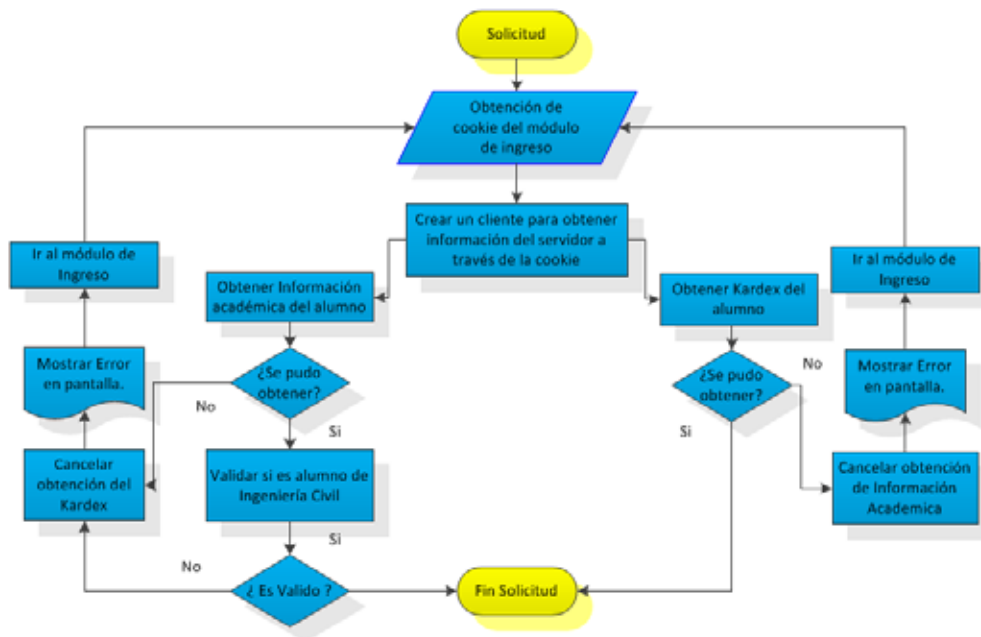 Solicitud
Obtención de
cookie del módulo
de ingreso
Crear un cliente para obtener
información del servidor a
través de la cookie
Ir al módulo de
Ingreso
Obtener Información
académica del alumno
Obtener Kardex del
alumno
Ir al módulo de
Ingreso
Mostrar Error
en pantalla.
¿Se pudo
obtener?
No
Si
¿Se pudo
obtener?
No
Si
Mostrar Error
en pantalla.
Cancelar
obtención del
Kardex
Validar si es alumno de
Ingeniería Civil
Cancelar obtención
de Información
Academica
Si
No
¿ Es Valido ?
Fin Solicitud